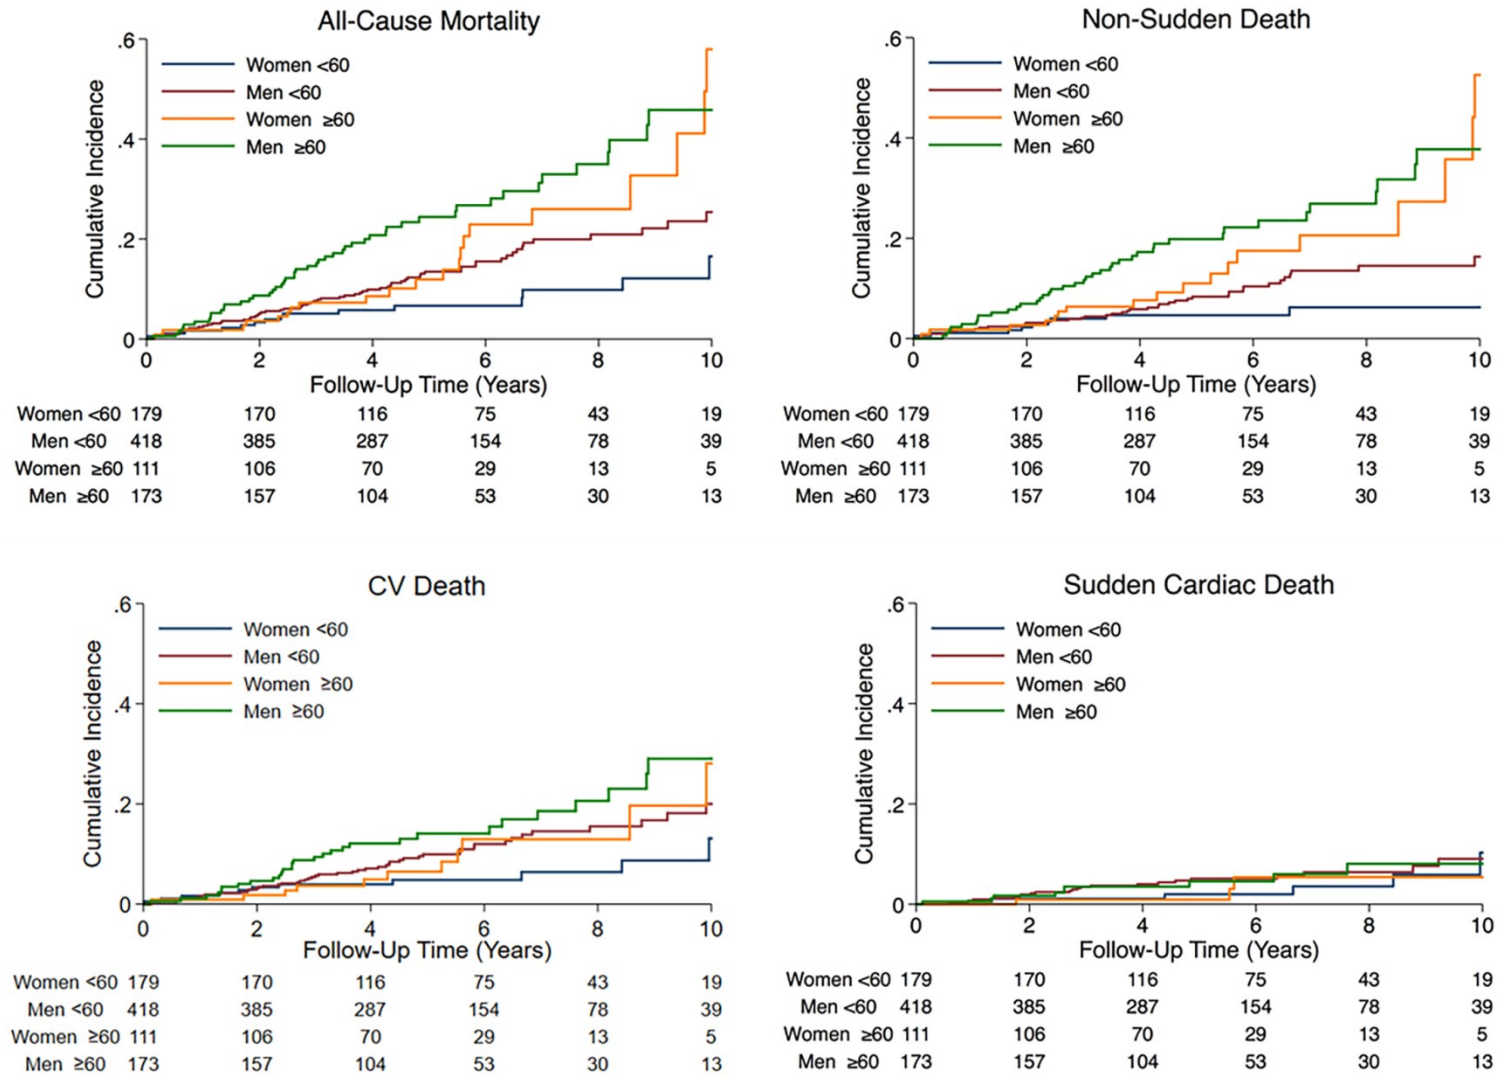 All-Cause Mortality
.6
.4
.2
0
Cumulative Incidence
Women <60
Men <60
Women ≥60
Men ≥60
0 2 4 6 8 10
Follow-Up Time (Years)
Women <60 179 170 116 75 43 19
Men <60 418 385 287 154 78 39
Women ≥60 111 106 70 29 13 5
Men ≥60 173 157 104 53 30 13
Non-Sudden Death
.6
.4
.2
0
Cumulative Incidence
Women <60
Men <60
Women ≥60
Men ≥60
0 2 4 6 8 10
Follow-Up Time (Years)
Women <60 179 170 116 75 43 19
Men <60 418 385 287 154 78 39
Women ≥60 111 106 70 29 13 5
Men ≥60 173 157 104 53 30 13
CV Death
.6
.4
.2
0
Cumulative Incidence
Women <60
Men <60
Women ≥60
Men ≥60
0 2 4 6 8 10
Follow-Up Time (Years)
Women <60 179 170 116 75 43 19
Men <60 418 385 287 154 78 39
Women ≥60 111 106 70 29 13 5
Men ≥60 173 157 104 53 30 13
Sudden Cardiac Death
.6
.4
.2
0
Cumulative Incidence
Women <60
Men <60
Women ≥60
Men ≥60
0 2 4 6 8 10
Follow-Up Time (Years)
Women <60 179 170 116 75 43 19
Men <60 418 385 287 154 78 39
Women ≥60 111 106 70 29 13 5
Men ≥60 173 157 104 53 30 13